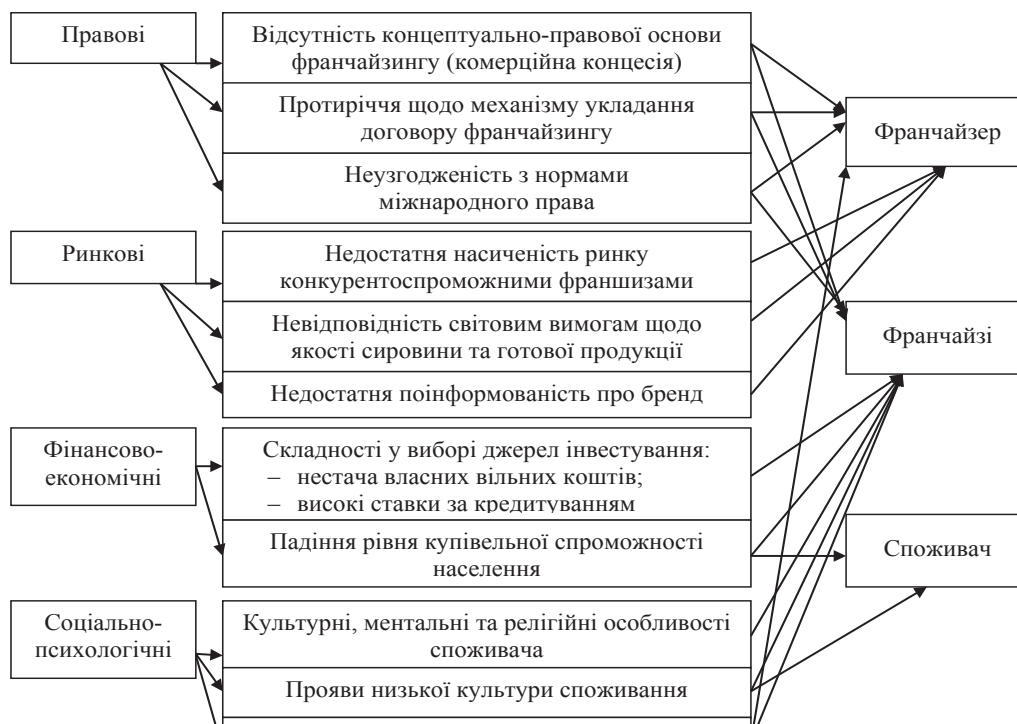 Правові
Відсутність концептуально-правової основи
франчайзингу (комерційна концесія)
Протиріччя щодо механізму укладання
договору франчайзингу
Неузгодженість з нормами
міжнародного права
Франчайзер
Ринкові
Недостатня насиченість ринку
конкурентоспроможними франшизами
Невідповідність світовим вимогам щодо
якості сировини та готової продукції
Недостатня поінформованість про бренд
Франчайзі
Фінансово-
економічні
Складності у виборі джерел інвестування:
– нестача власних вільних коштів;
– високі ставки за кредитуванням
Падіння рівня купівельної спроможності
населення
Споживач
Соціально-
психологічні
Культурні, ментальні та релігійні особливості
споживача
Прояви низької культури споживання